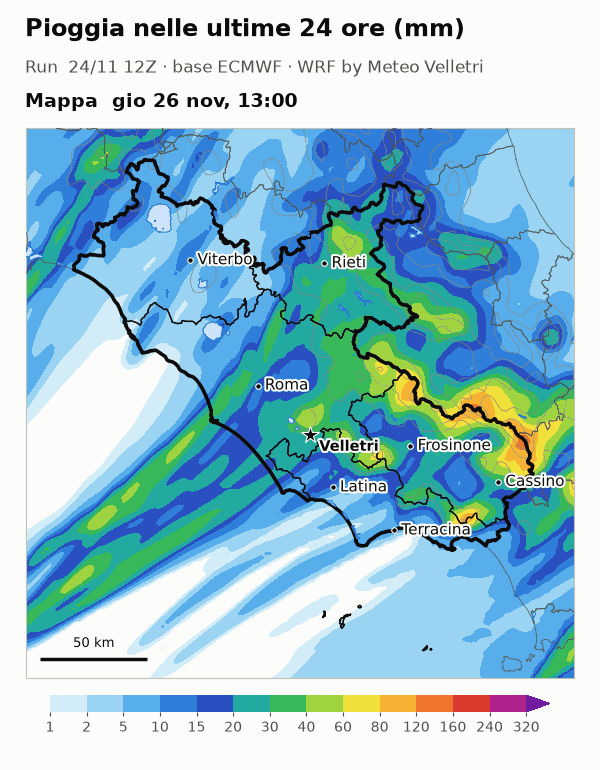 Pioggia nelle ultime 24 ore (mm)
Run  24/11 12Z · base ECMWF · WRF by Meteo Velletri
Mappa  gio 26 nov, 13:00
Viterbo
Rieti
Roma
Velletri
Frosinone
Cassino
Latina
Terracina
50 km
1 2 5 10 15 20 30 40 60 80 120 160 240 320